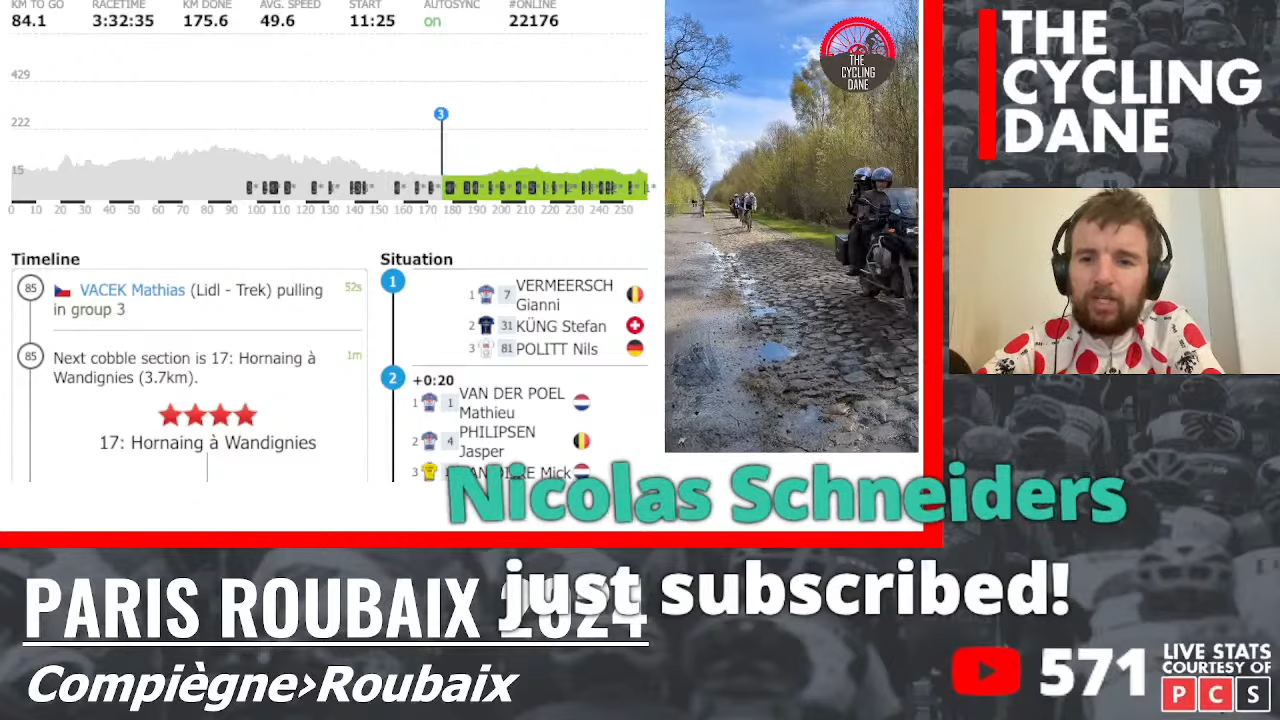 KM TO GO
RACETIME
KM DONE
AVG. SPEED
START
AUTOSYNC
#ONLINE
84.1
3:32:35
175.6
49.6
11:25
on
22176
429
222
15
3
0 10 20 30 40 50 60 70 80 90 100 110 120 130 140 150 160 170 180 190 200 210 220 230 240 250
Timeline
85
VACEK Mathias (Lidl - Trek) pulling
in group 3
52s
85
Next cobble section is 17: Hornaing à
Wandignies (3.7km).
1m
17: Hornaing à Wandignies
Situation
1
1 7 VERMEERSCH
Gianni
2 31 KÜNG Stefan
3 81 POLITT Nils
2
+0:20
1 1 VAN DER POEL
Mathieu
2 4 PHILIPSEN
Jasper
3 Mick
THE
CYCLING
DANE
THE
CYCLING
DANE
Nicolas Schneiders
just subscribed!
PARIS ROUBAIX 2024
Compiègne›Roubaix
571
LIVE STATS
COURTESY OF
P C S